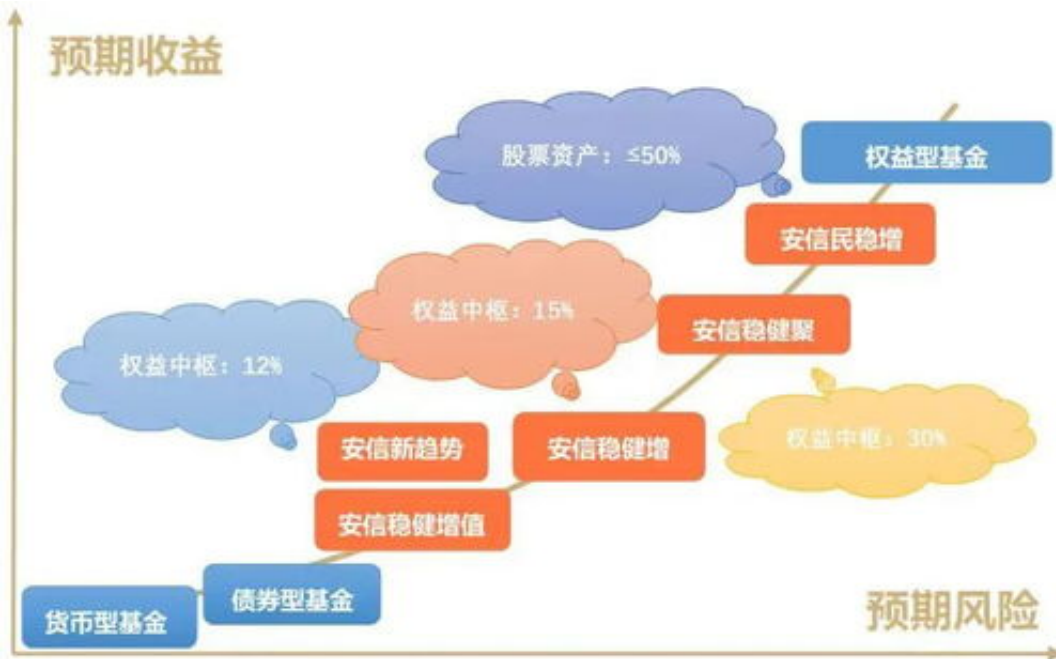 预期收益
股票资产：≤50%
权益型基金
安信民稳增
权益中枢：15%
安信稳健聚
权益中枢：12%
安信新趋势
安信稳健增
权益中枢：30%
安信稳健增值
债券型基金
货币型基金
预期风险